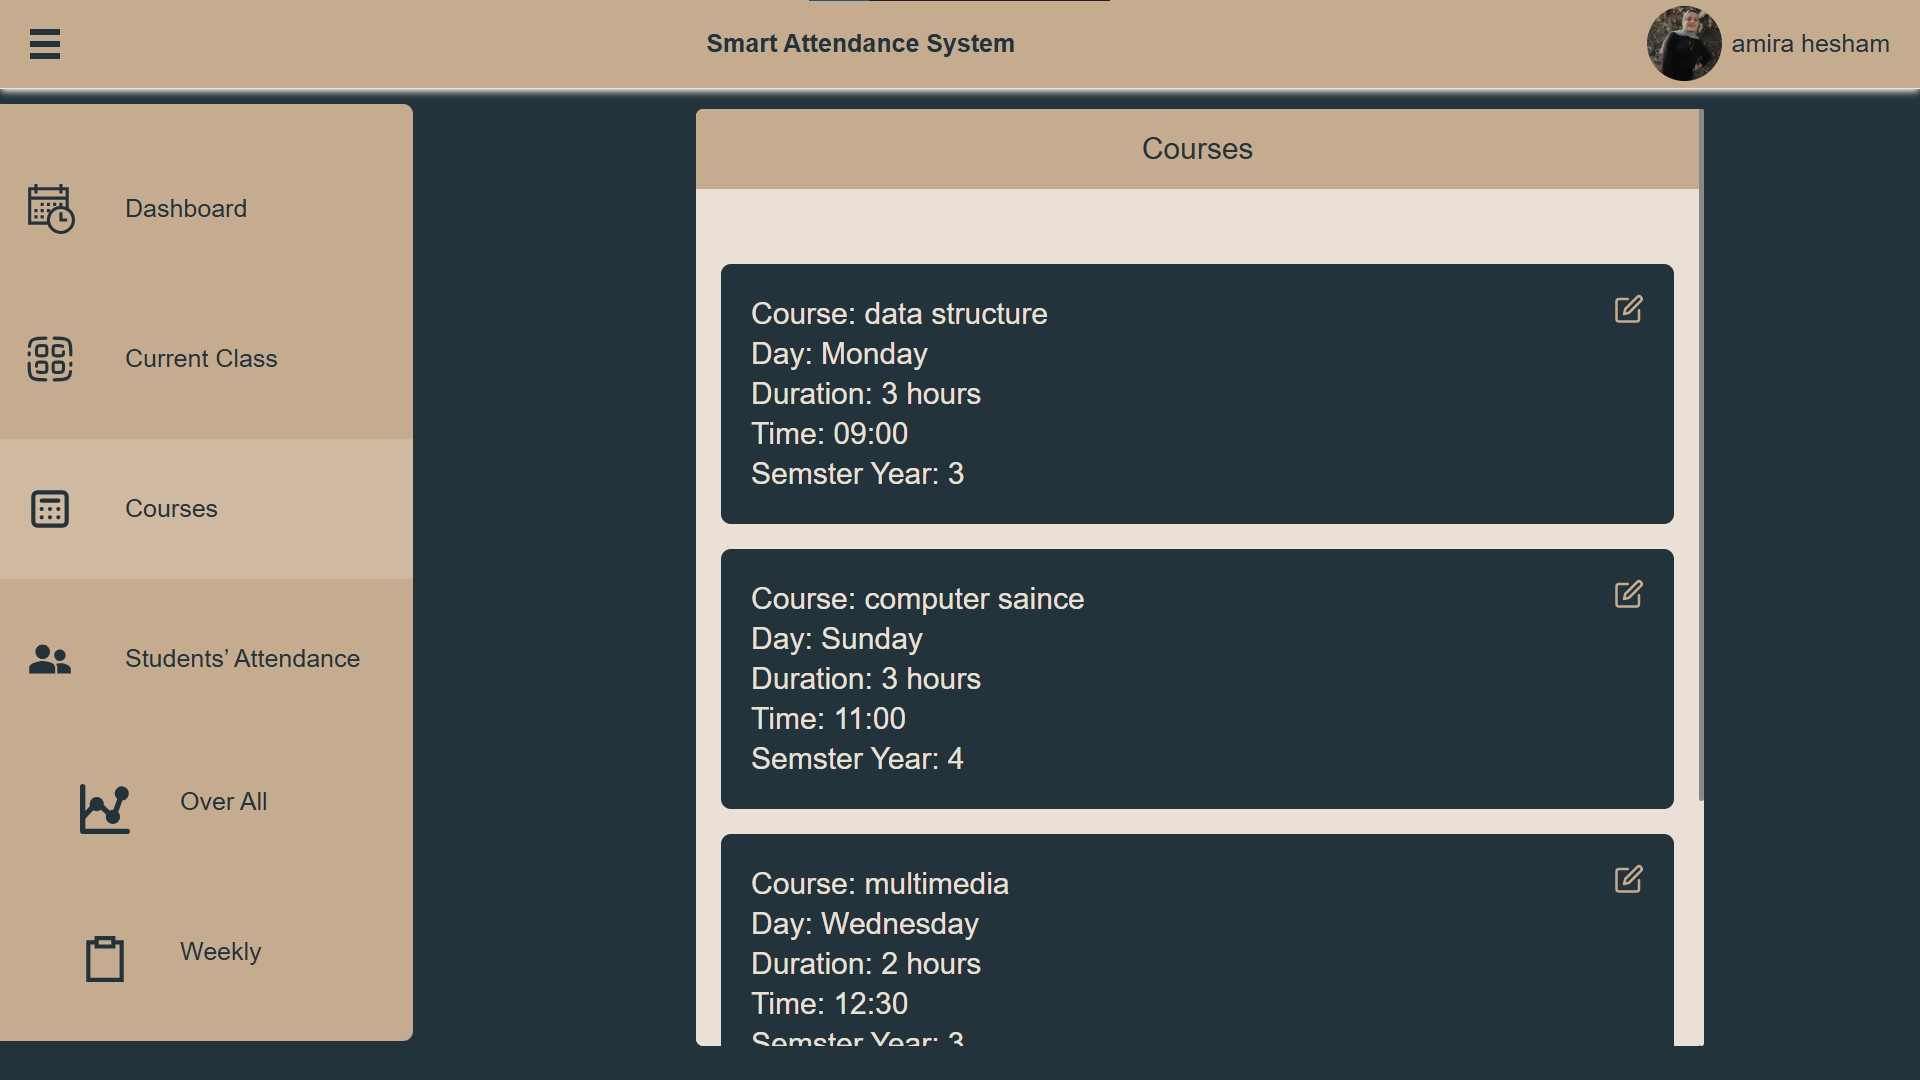 Smart Attendance System
amira hesham
Dashboard
Current Class
Courses
Students’ Attendance
Over All
Weekly
Courses
Course: data structure
Day: Monday
Duration: 3 hours
Time: 09:00
Semster Year: 3
Course: computer saince
Day: Sunday
Duration: 3 hours
Time: 11:00
Semster Year: 4
Course: multimedia
Day: Wednesday
Duration: 2 hours
Time: 12:30
Semster Year: 3